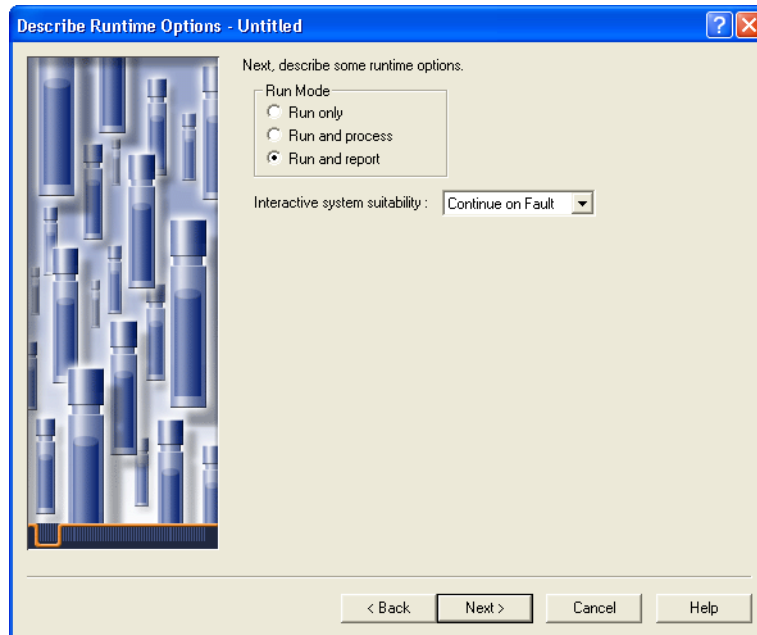 Describe Runtime Options - Untitled
Next, describe some runtime options.
Run Mode
Run only
Run and process
Run and report
Interactive system suitability :
Continue on Fault
< Back
Next >
Cancel
Help